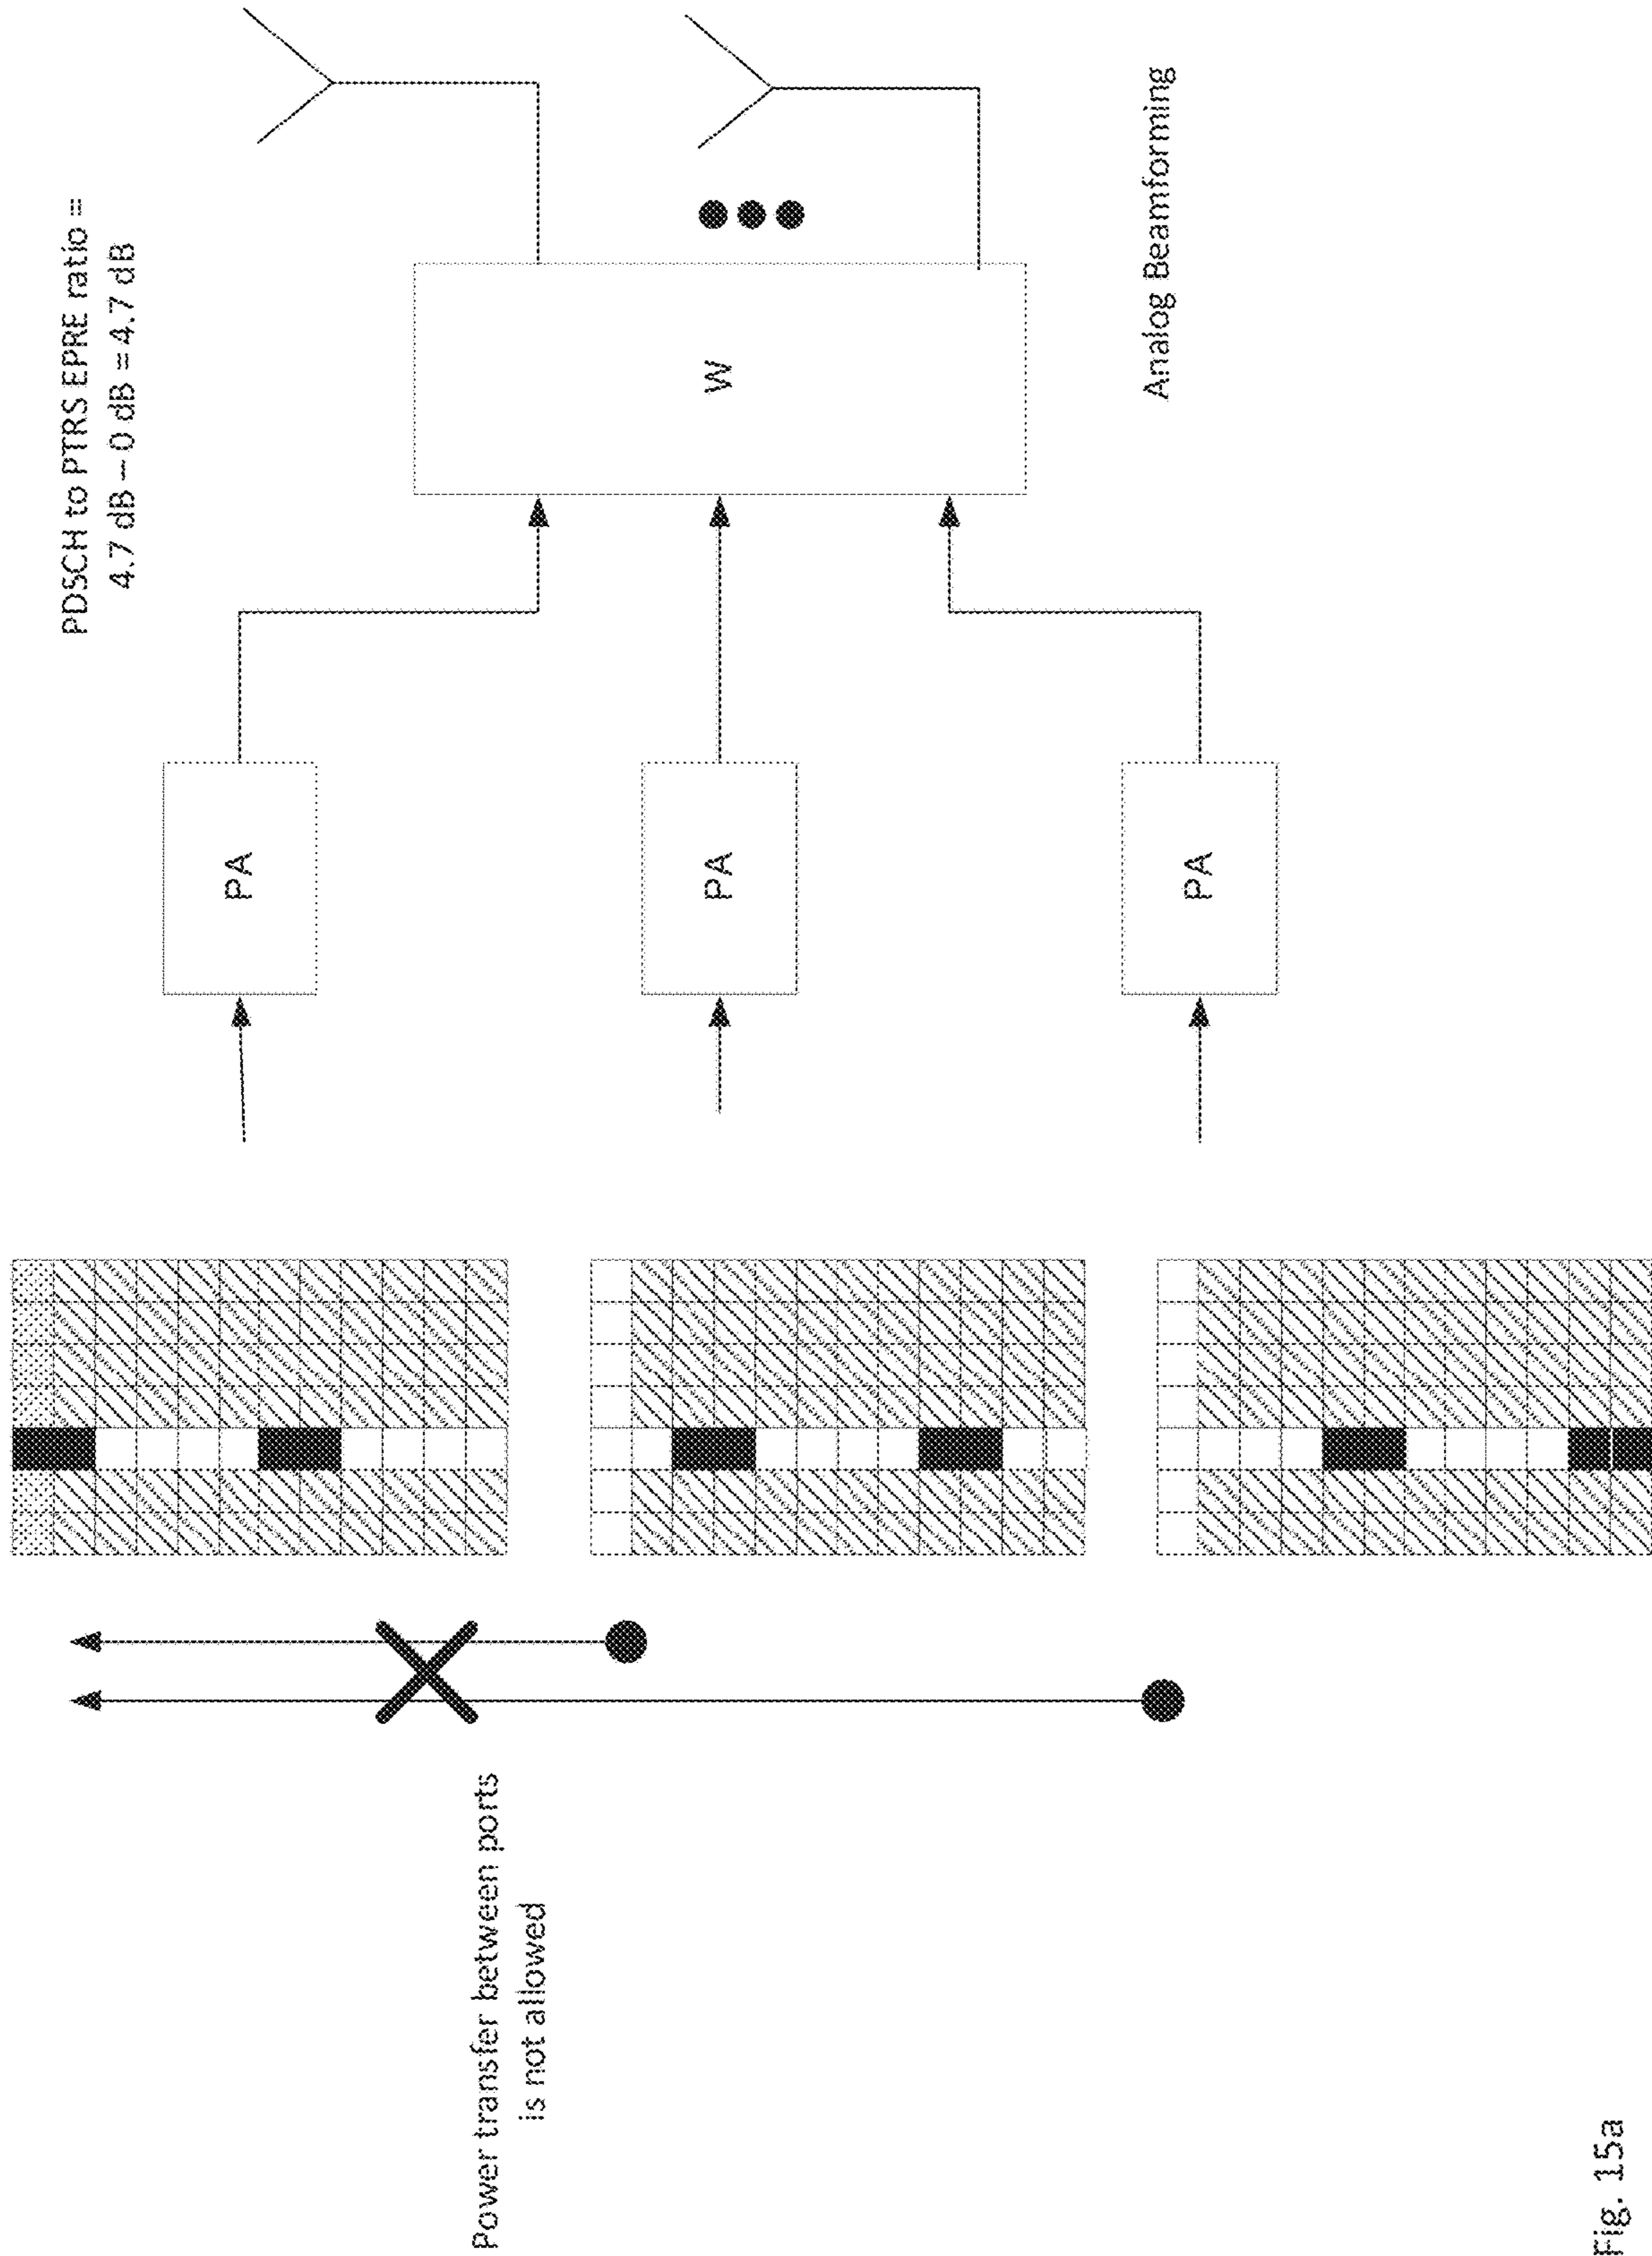 PDSCH to PTRS EPRE ratio =
4.7 dB – 0 dB = 4.7 dB
PA
PA
PA
W
Analog Beamforming
Power transfer between ports
is not allowed
Fig. 15a